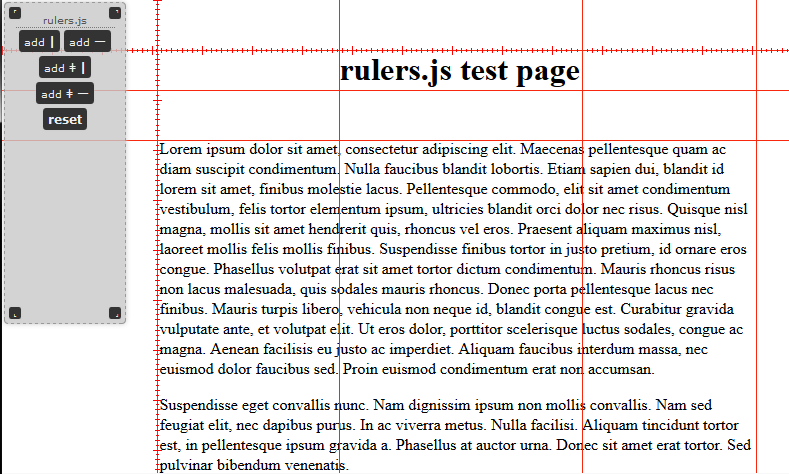 rulers.js
add | add —
add ǂ |
add ǂ —
reset
rulers.js test page
Lorem ipsum dolor sit amet, consectetur adipiscing elit. Maecenas pellentesque quam ac
diam suscipit condimentum. Nulla faucibus blandit lobortis. Etiam sapien dui, blandit id
lorem sit amet, finibus molestie lacus. Pellentesque commodo, elit sit amet condimentum
vestibulum, felis tortor elementum ipsum, ultricies blandit orci dolor nec risus. Quisque nisl
magna, mollis sit amet hendrerit quis, rhoncus vel eros. Praesent aliquam maximus nisl,
laoreet mollis felis mollis finibus. Suspendisse finibus tortor in justo pretium, id ornare eros
congue. Phasellus volutpat erat sit amet tortor dictum condimentum. Mauris rhoncus risus
non lacus malesuada, quis sodales mauris rhoncus. Donec porta pellentesque lacus nec
finibus. Mauris turpis libero, vehicula non neque id, blandit congue est. Curabitur gravida
vulputate ante, et volutpat elit. Ut eros dolor, porttitor scelerisque luctus sodales, congue ac
magna. Aenean facilisis eu justo ac imperdiet. Aliquam faucibus interdum massa, nec
euismod dolor faucibus sed. Proin euismod condimentum erat non accumsan.
Suspendisse eget convallis nunc. Nam dignissim ipsum non mollis convallis. Nam sed
feugiat elit, nec dapibus purus. In ac viverra metus. Nulla facilisi. Aliquam tincidunt tortor
est, in pellentesque ipsum gravida a. Phasellus at auctor urna. Donec sit amet erat tortor. Sed
pulvinar bibendum venenatis.